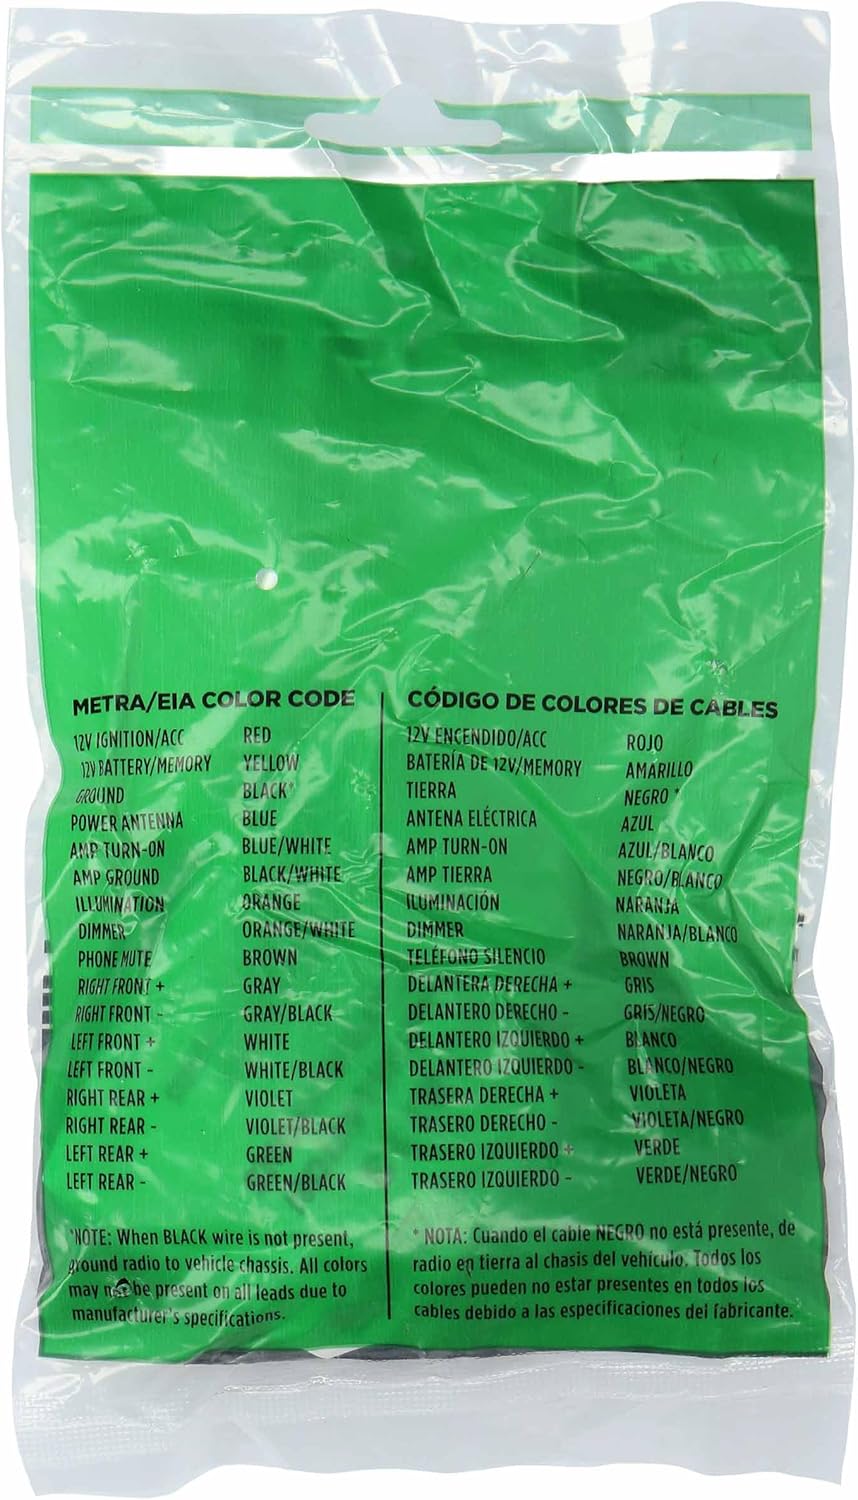 METRA/EIA COLOR CODE
12V IGNITION/ACC RED
12V BATTERY/MEMORY YELLOW
GROUND BLACK*
POWER ANTENNA BLUE
AMP TURN-ON BLUE/WHITE
AMP GROUND BLACK/WHITE
ILLUMINATION ORANGE
DIMMER ORANGE/WHITE
PHONE MUTE BROWN
RIGHT FRONT + GRAY
RIGHT FRONT - GRAY/BLACK
LEFT FRONT + WHITE
LEFT FRONT - WHITE/BLACK
RIGHT REAR + VIOLET
RIGHT REAR - VIOLET/BLACK
LEFT REAR + GREEN
LEFT REAR - GREEN/BLACK
*NOTE: When BLACK wire is not present,
ground radio to vehicle chassis. All colors
may not be present on all leads due to
manufacturer's specifications.
CÓDIGO DE COLORES DE CABLES
12V ENCENDIDO/ACC ROJO
BATERÍA DE 12V/MEMORY AMARILLO
TIERRA NEGRO *
ANTENA ELÉCTRICA AZUL
AMP TURN-ON AZUL/BLANCO
AMP TIERRA NEGRO/BLANCO
ILUMINACIÓN NARANJA
DIMMER NARANJA/BLANCO
TELÉFONO SILENCIO BROWN
DELANTERA DERECHA + GRIS
DELANTERO DERECHO - GRIS/NEGRO
DELANTERO IZQUIERDO + BLANCO
DELANTERO IZQUIERDO - BLANCO/NEGRO
TRASERA DERECHA + VIOLETA
TRASERO DERECHO - VIOLETA/NEGRO
TRASERO IZQUIERDO + VERDE
TRASERO IZQUIERDO - VERDE/NEGRO
* NOTA: Cuando el cable NEGRO no está presente, de
radio en tierra al chasis del vehículo. Todos los
colores pueden no estar presentes en todos los
cables debido a las especificaciones del fabricante.